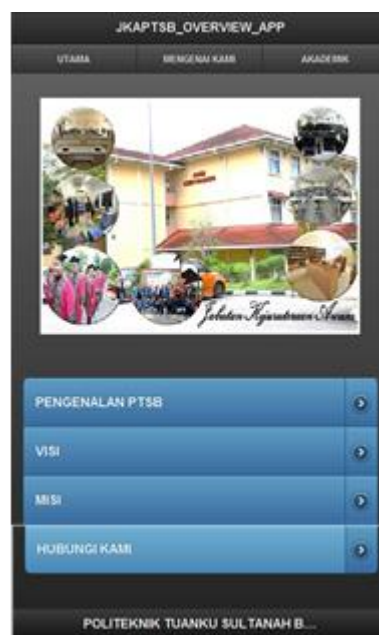 JKAPTSB_OVERVIEW_APP
UTAMA MENGENAI KAMI AKADEMIK
Jabatan Kejuruteraan Awam
PENGENALAN PTSB
VISI
MISI
HUBUNGI KAMI
POLITEKNIK TUANKU SULTANAH B...